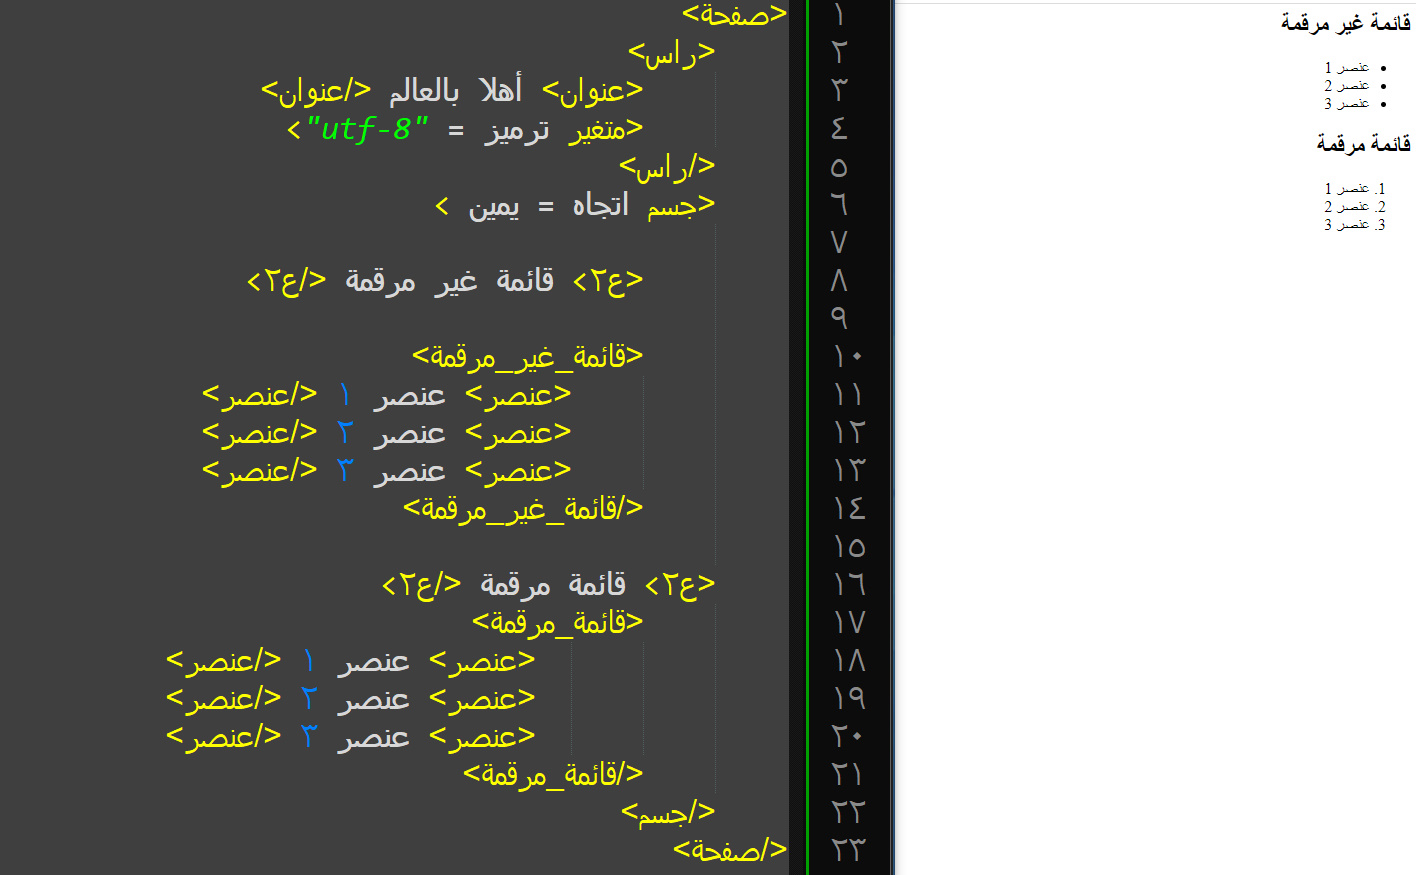 <صفحة>
<راس>
<عنوان> أهلا بالعالم </عنوان>
<متغير ترميز = "utf-8">
</راس>
<جسم اتجاه = يمين >
<ع٢> قائمة غير مرقمة </ع٢>
<قائمة_غير_مرقمة>
<عنصر> عنصر ١ </عنصر>
<عنصر> عنصر ٢ </عنصر>
<عنصر> عنصر ٣ </عنصر>
</قائمة_غير_مرقمة>
<ع٢> قائمة مرقمة </ع٢>
<قائمة_مرقمة>
<عنصر> عنصر ١ </عنصر>
<عنصر> عنصر ٢ </عنصر>
<عنصر> عنصر ٣ </عنصر>
</قائمة_مرقمة>
</جسم>
</صفحة>
١
٢
٣
٤
٥
٦
٧
٨
٩
١٠
١١
١٢
١٣
١٤
١٥
١٦
١٧
١٨
١٩
٢٠
٢١
٢٢
٢٣
قائمة غير مرقمة
• عنصر 1
• عنصر 2
• عنصر 3
قائمة مرقمة
1. عنصر 1
2. عنصر 2
3. عنصر 3